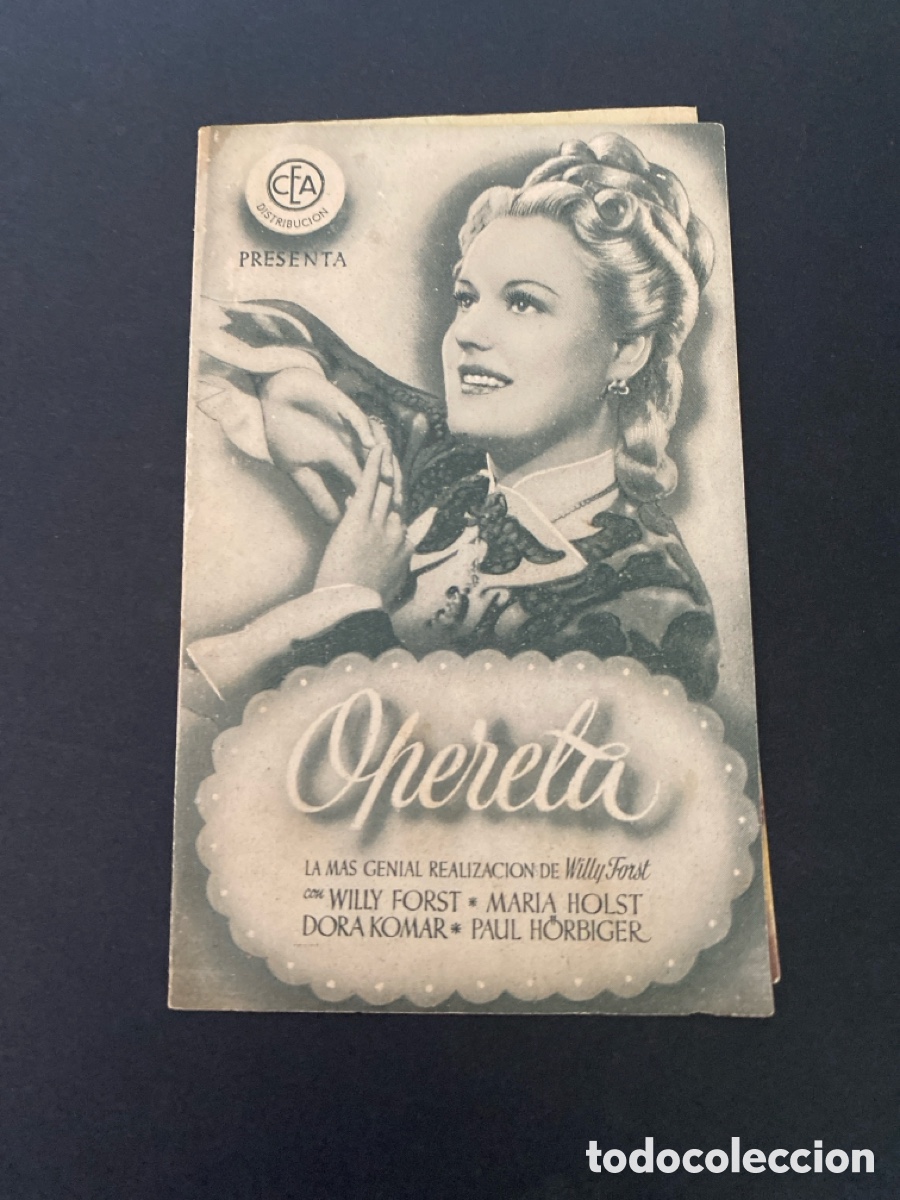 CEA
DISTRIBUCION
PRESENTA
Opereta
LA MAS GENIAL REALIZACION DE Willy Forst
con WILLY FORST * MARIA HOLST
DORA KOMAR * PAUL HÖRBIGER
todocoleccion